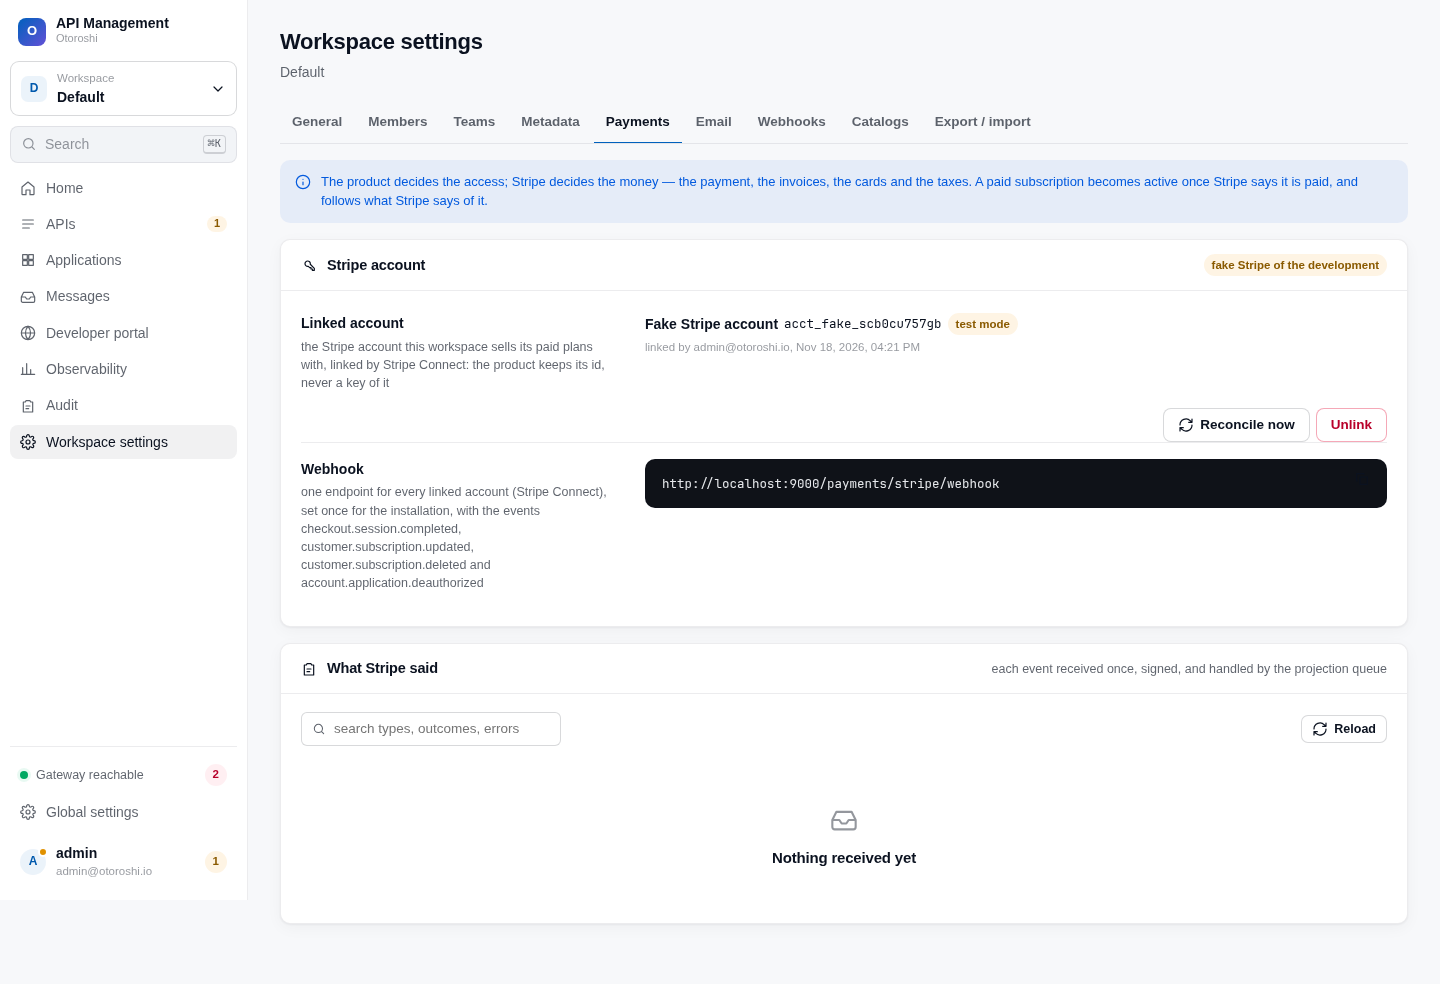 O
API Management
Otoroshi
D
Workspace
Default
Search
⌘K
Home
APIs
1
Applications
Messages
Developer portal
Observability
Audit
Workspace settings
Gateway reachable
2
Global settings
A
admin
admin@otoroshi.io
1
Workspace settings
Default
General
Members
Teams
Metadata
Payments
Email
Webhooks
Catalogs
Export / import
The product decides the access; Stripe decides the money — the payment, the invoices, the cards and the taxes. A paid subscription becomes active once Stripe says it is paid, and
follows what Stripe says of it.
Stripe account
fake Stripe of the development
Linked account
the Stripe account this workspace sells its paid plans
with, linked by Stripe Connect: the product keeps its id,
never a key of it
Fake Stripe account acct_fake_scb0cu757gb test mode
linked by admin@otoroshi.io, Nov 18, 2026, 04:21 PM
Reconcile now
Unlink
Webhook
one endpoint for every linked account (Stripe Connect),
set once for the installation, with the events
checkout.session.completed,
customer.subscription.updated,
customer.subscription.deleted and
account.application.deauthorized
http://localhost:9000/payments/stripe/webhook
What Stripe said
each event received once, signed, and handled by the projection queue
search types, outcomes, errors
Reload
Nothing received yet